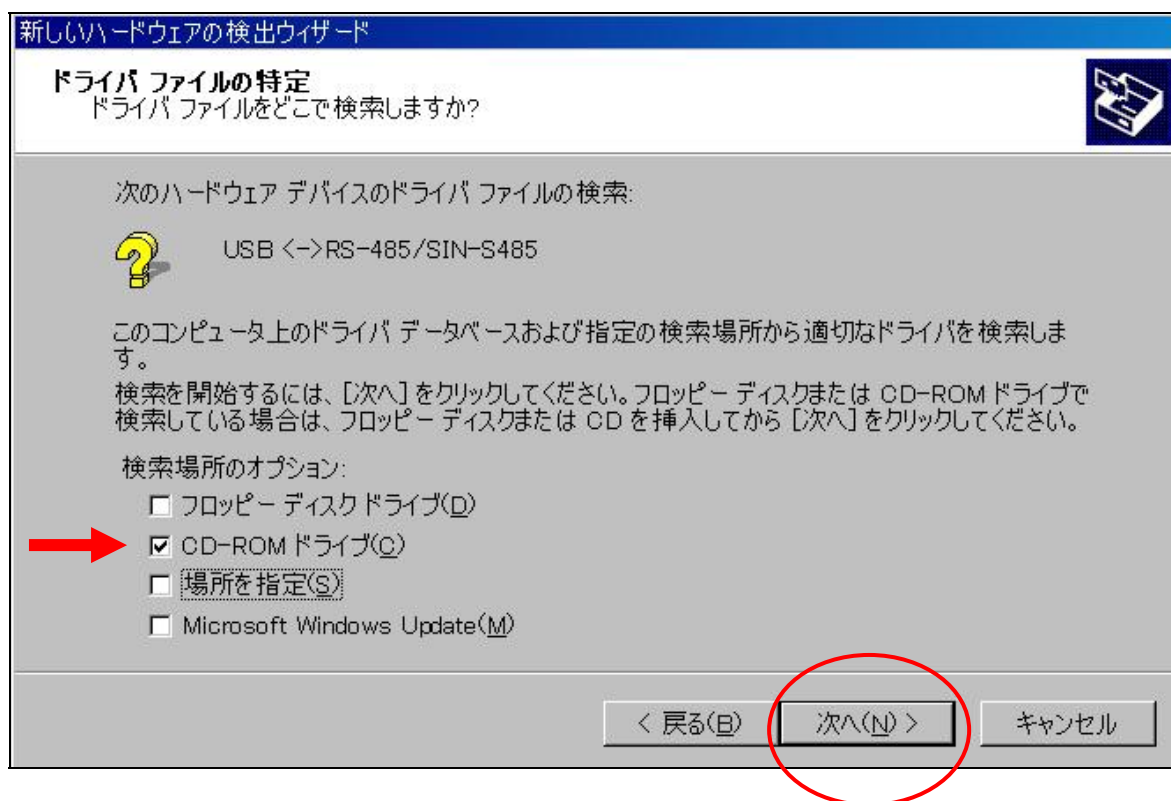 新しいハードウェアの検出ウィザード
ドライバ ファイルの特定
ドライバ ファイルをどこで検索しますか?
次のハードウェア デバイスのドライバ ファイルの検索:
USB <->RS-485/SIN-S485
このコンピュータ上のドライバ データベースおよび指定の検索場所から適切なドライバを検索しま
す。
検索を開始するには、[次へ] をクリックしてください。フロッピー ディスクまたは CD-ROM ドライブで
検索している場合は、フロッピー ディスクまたは CD を挿入してから [次へ] をクリックしてください。
検索場所のオプション:
フロッピー ディスク ドライブ(D)
CD-ROM ドライブ(C)
場所を指定(S)
Microsoft Windows Update(M)
< 戻る(B) 次へ(N) > キャンセル